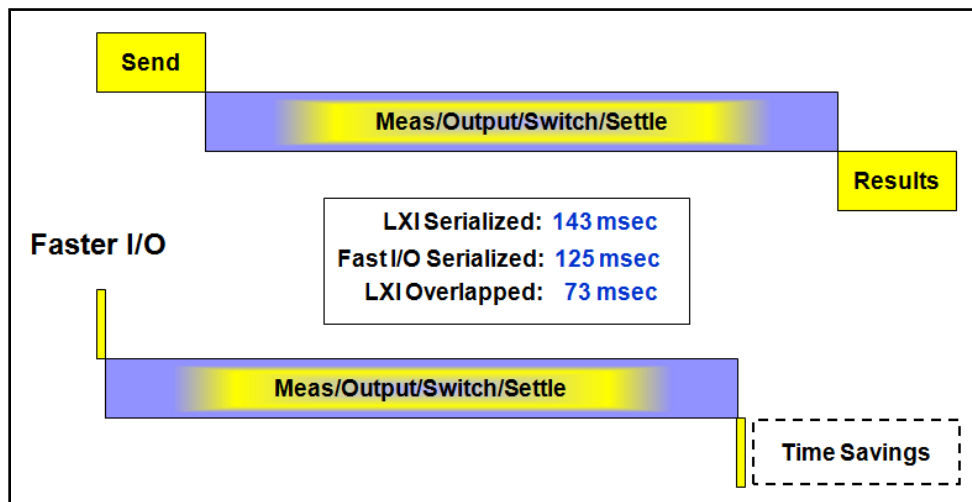 Send
Meas/Output/Switch/Settle
Results
LXI Serialized: 143 msec
Faster I/O
Fast I/O Serialized: 125 msec
LXI Overlapped: 73 msec
Meas/Output/Switch/Settle
Time Savings